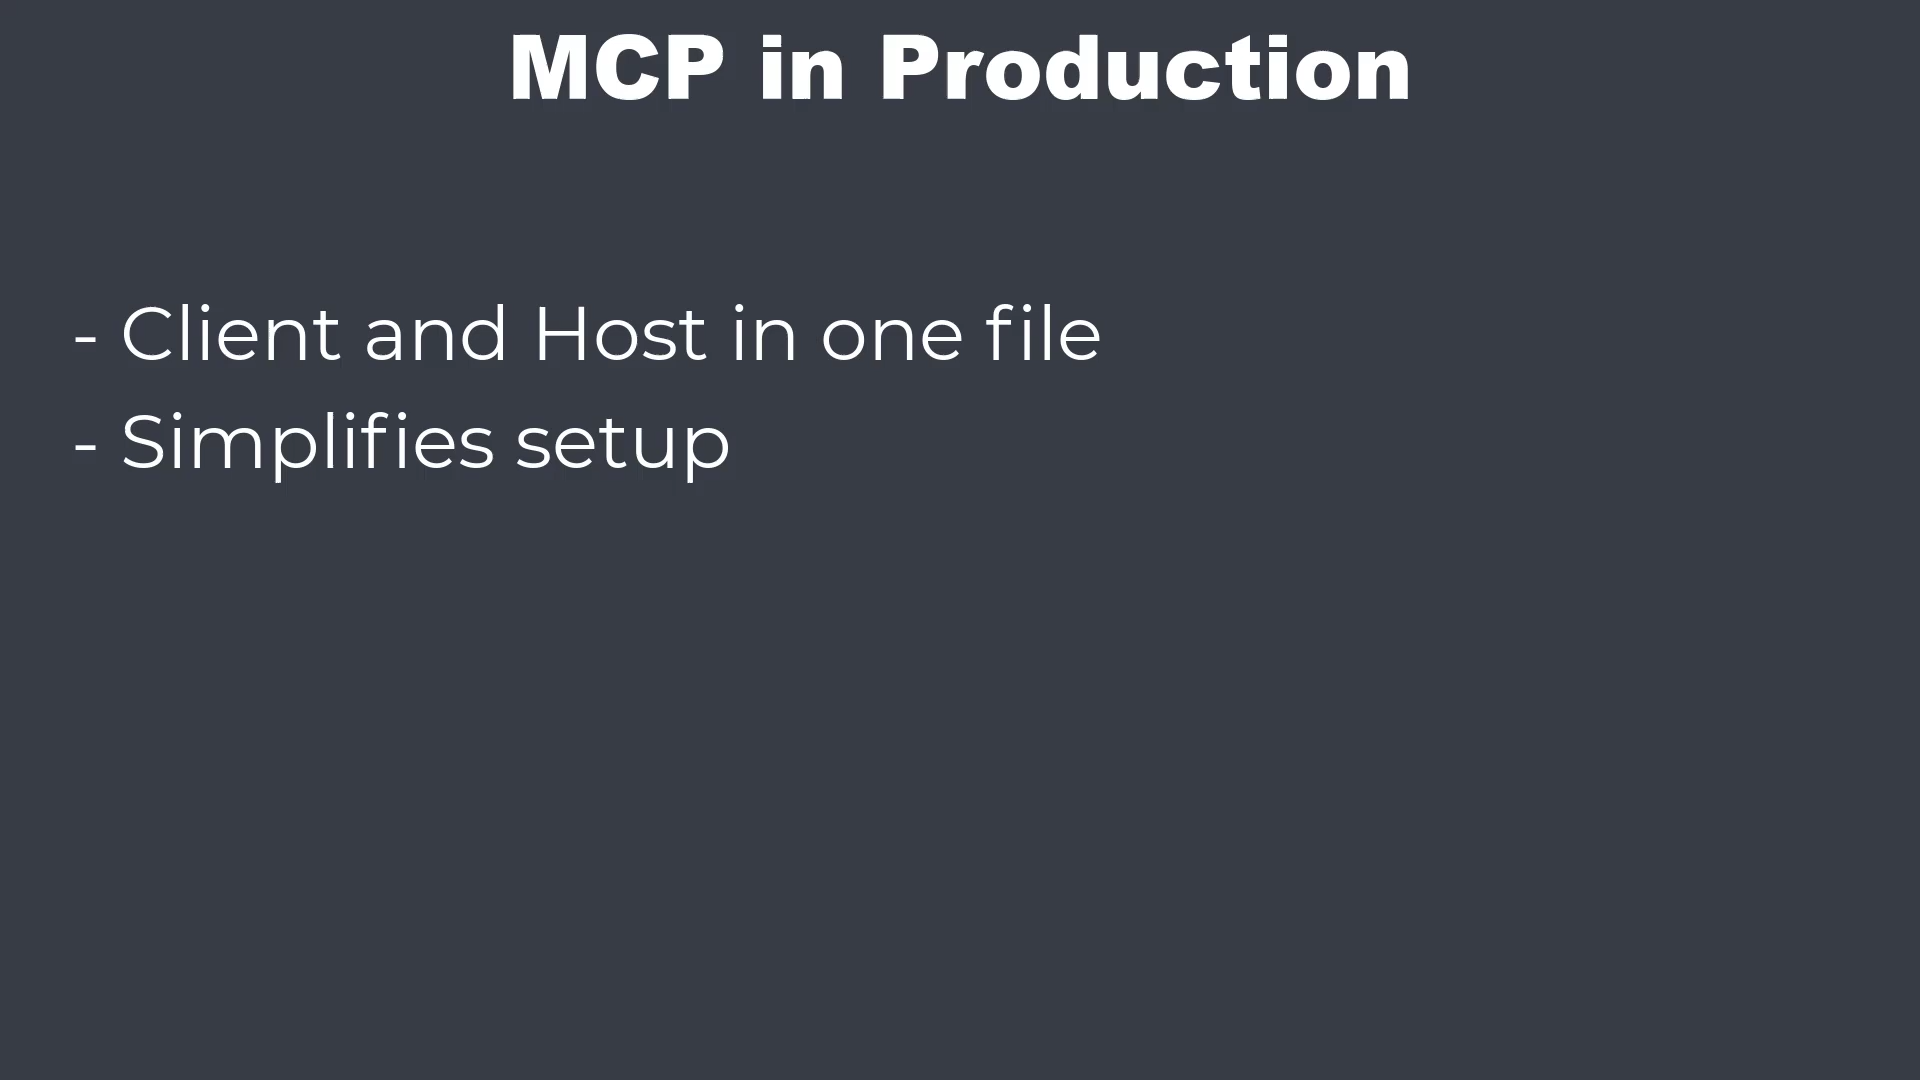 MCP in Production
- Client and Host in one file
- Simplifies setup